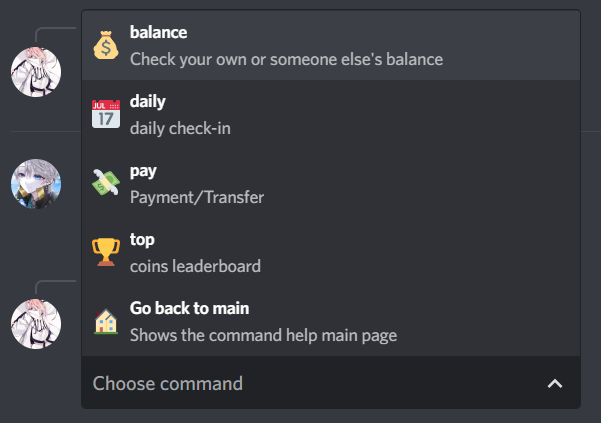 balance
Check your own or someone else's balance
JUL
17
daily
daily check-in
pay
Payment/Transfer
top
coins leaderboard
Go back to main
Shows the command help main page
Choose command